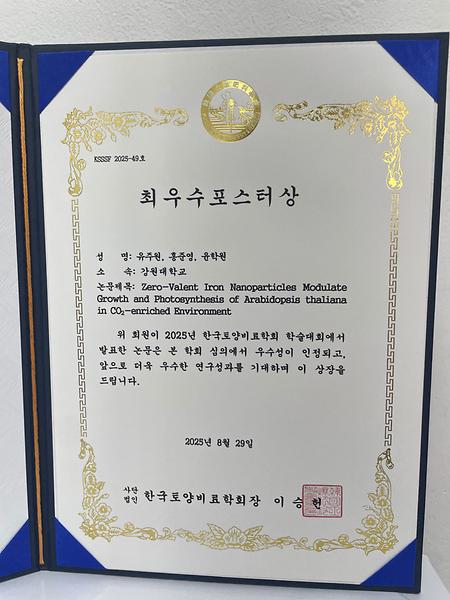 KSSSF 2025-49호
최우수포스터상
성 명: 유주원, 홍준영, 윤학원
소 속: 강원대학교
논문제목: Zero-Valent Iron Nanoparticles Modulate
Growth and Photosynthesis of Arabidopsis thaliana
in CO₂-enriched Environment
위 회원이 2025년 한국토양비료학회 학술대회에서
발표한 논문은 본 학회 심의에서 우수성이 인정되고,
앞으로 더욱 우수한 연구성과를 기대하며 이 상장을
드립니다.
2025년 8월 29일
사단
법인 한국토양비료학회장 이 승 헌